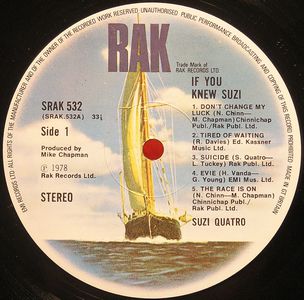 ALL RIGHTS OF THE MANUFACTURER AND OF THE OWNER OF THE RECORDED WORK RESERVED. UNAUTHORISED PUBLIC PERFORMANCE BROADCASTING AND COPYING OF THIS RECORD PROHIBITED. MADE IN GT BRITAIN
EMI RECORDS LTD
RAK
Trade Mark of
RAK RECORDS LTD.
IF YOU
KNEW SUZI
SRAK 532
(SRAK.532A) 33⅓
Side 1
Produced by
Mike Chapman
Ⓟ 1978
Rak Records Ltd.
STEREO
1. DON'T CHANGE MY
LUCK (N. Chinn—
M. Chapman) Chinnichap
Publ./Rak Publ. Ltd.
2. TIRED OF WAITING
(R. Davies) Ed. Kassner
Music Ltd.
3. SUICIDE (S. Quatro—
L. Tuckey) Rak Publ. Ltd.
4. EVIE (H. Vanda—
G. Young) EMI Mus. Ltd.
5. THE RACE IS ON
(N. Chinn—M. Chapman)
Chinnichap Publ./
Rak Publ. Ltd.
SUZI QUATRO